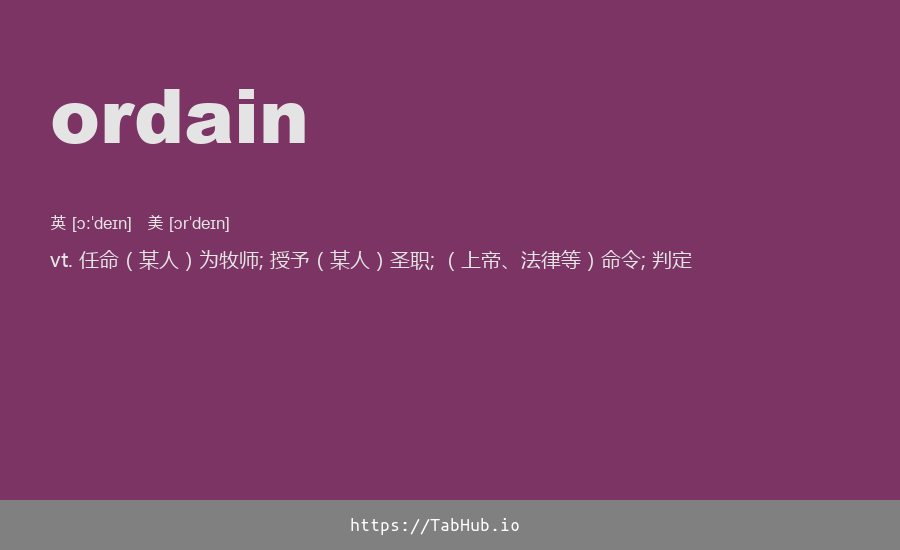 ordain
英 [ɔ:ˈdeɪn] 美 [ɔrˈdeɪn]
vt. 任命（某人）为牧师; 授予（某人）圣职; （上帝、法律等）命令; 判定
https://TabHub.io